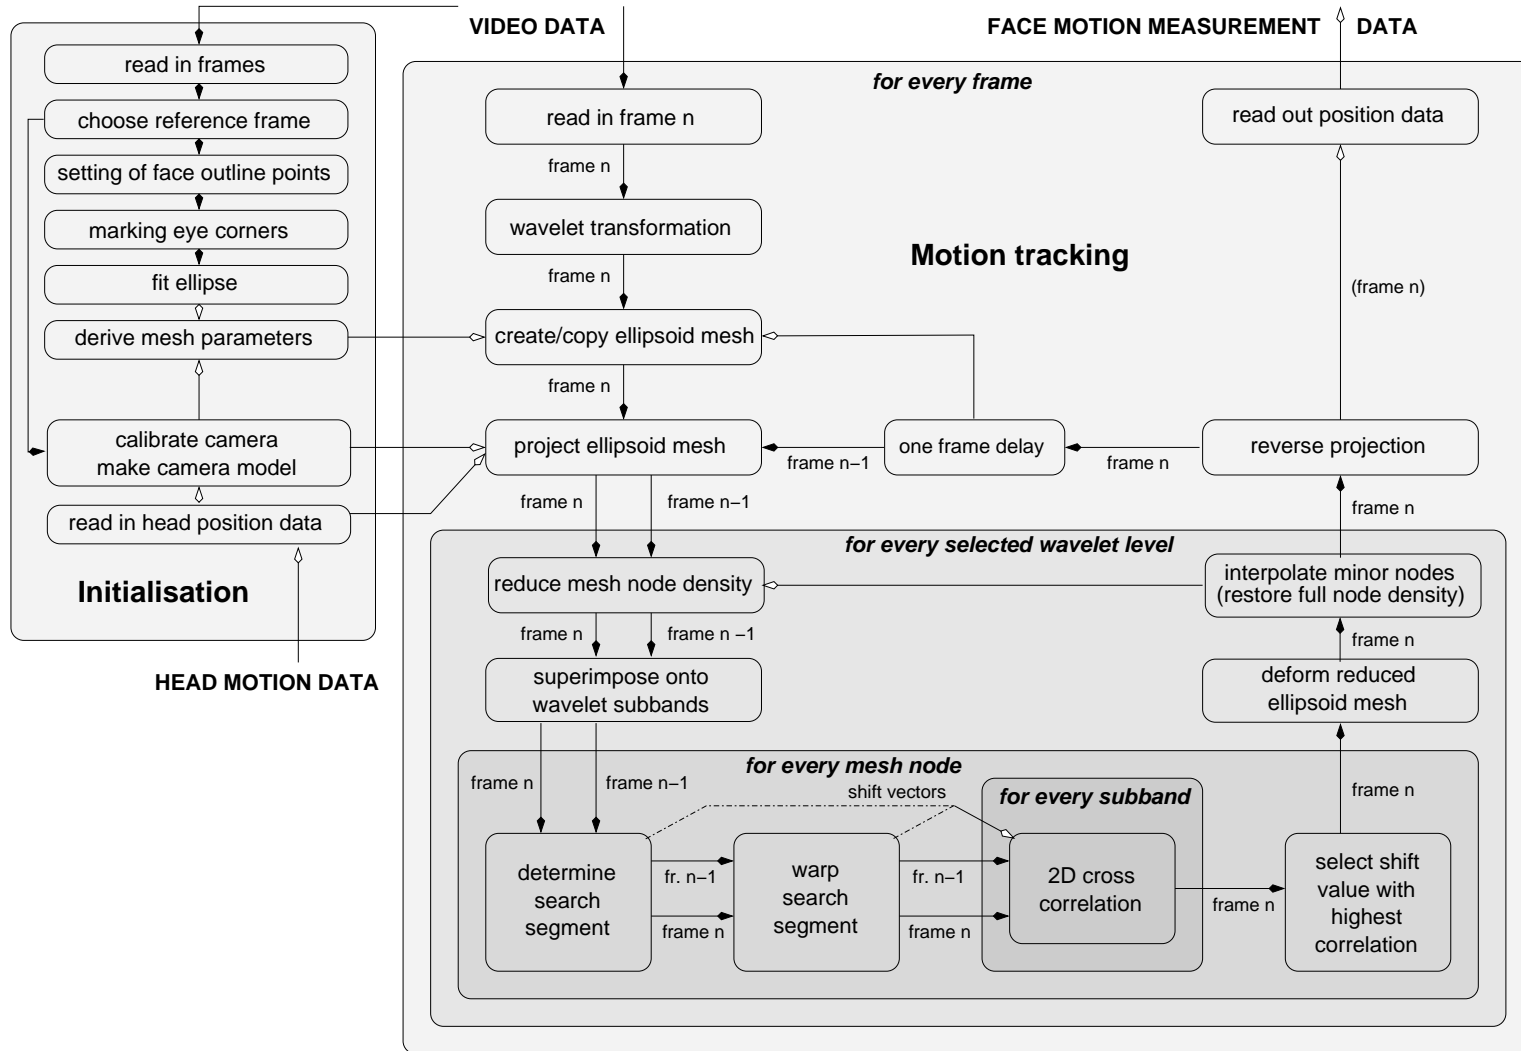 VIDEO DATA
FACE MOTION MEASUREMENT DATA
read in frames
choose reference frame
setting of face outline points
marking eye corners
fit ellipse
derive mesh parameters
calibrate camera
make camera model
read in head position data
Initialisation
HEAD MOTION DATA
for every frame
read in frame n
frame n
wavelet transformation
frame n
create/copy ellipsoid mesh
frame n
project ellipsoid mesh
Motion tracking
read out position data
(frame n)
frame n−1
one frame delay
frame n
reverse projection
frame n
frame n
frame n−1
for every selected wavelet level
reduce mesh node density
interpolate minor nodes
(restore full node density)
frame n
frame n −1
frame n
superimpose onto
wavelet subbands
deform reduced
ellipsoid mesh
frame n
frame n−1
frame n
for every mesh node
shift vectors
for every subband
determine
search
segment
fr. n−1
frame n
warp
search
segment
fr. n−1
frame n
2D cross
correlation
frame n
select shift
value with
highest
correlation